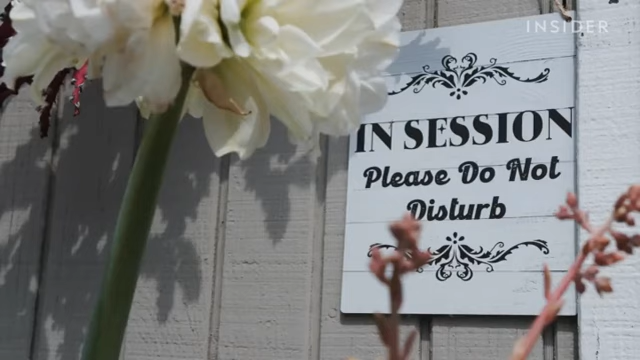 INSIDER
IN SESSION
Please Do Not
Disturb